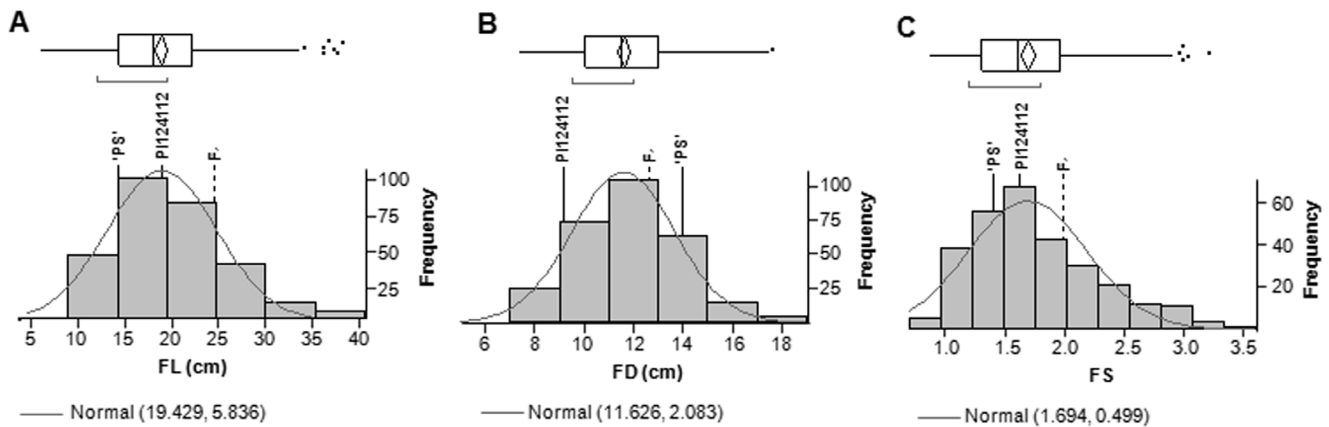 A
'PS'
PI124112
F₁
100
75
50
25
Frequency
5 10 15 20 25 30 35 40
FL (cm)
Normal (19.429, 5.836)
B
PI124112
F₁
'PS'
100
75
50
25
Frequency
6 8 10 12 14 16 18
FD (cm)
Normal (11.626, 2.083)
C
'PS'
PI124112
F₁
60
40
20
Frequency
1.0 1.5 2.0 2.5 3.0 3.5
FS
Normal (1.694, 0.499)